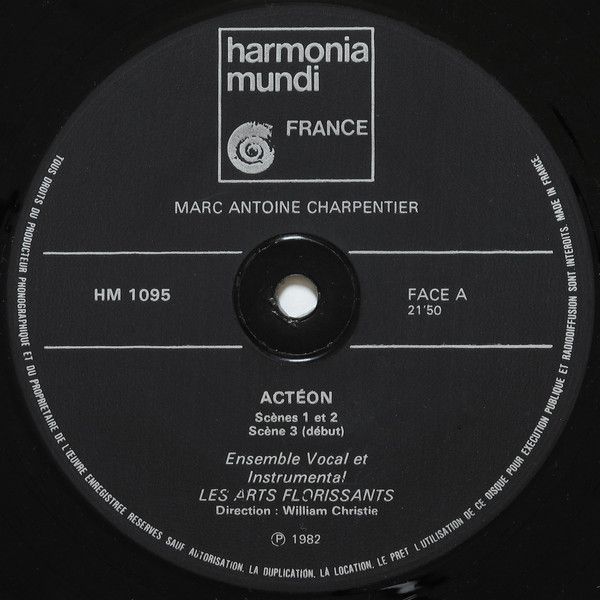 harmonia
mundi
FRANCE
MARC ANTOINE CHARPENTIER
HM 1095
FACE A
21'50
ACTÉON
Scènes 1 et 2
Scène 3 (début)
Ensemble Vocal et
Instrumental
LES ARTS FLORISSANTS
Direction : William Christie
Ⓟ 1982
TOUS DROITS DU PRODUCTEUR PHONOGRAPHIQUE ET DU PROPRIETAIRE DE L'ŒUVRE ENREGISTREE RESERVES SAUF AUTORISATION. LA DUPLICATION, LA LOCATION, LE PRET L'UTILISATION DE CE DISQUE POUR EXECUTION PUBLIQUE ET RADIODIFFUSION SONT INTERDITS. MADE IN FRANCE.